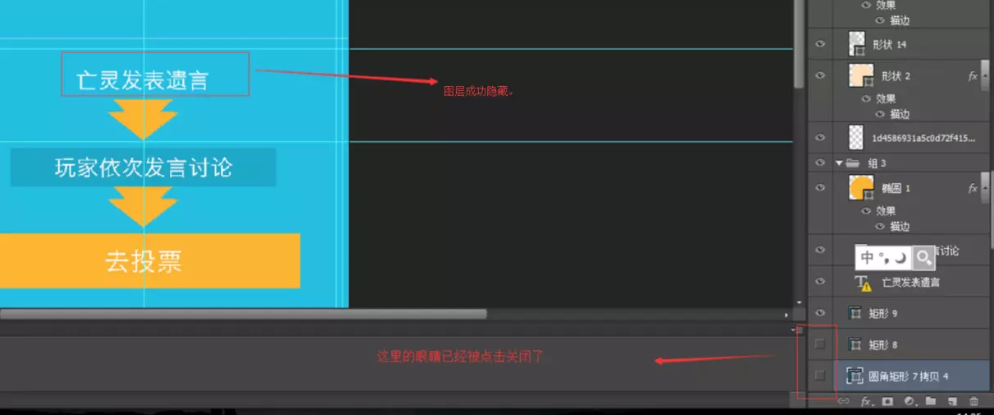 效果
描边
形状 14
形状 2
fx
效果
描边
1d4586931a5c0d72f415...
组 3
椭圆 1
fx
效果
描边
言讨论
中
亡灵发表遗言
矩形 9
矩形 8
圆角矩形 7 拷贝 4
fx.
亡灵发表遗言
图层成功隐藏。
玩家依次发言讨论
去投票
这里的眼睛已经被点击关闭了